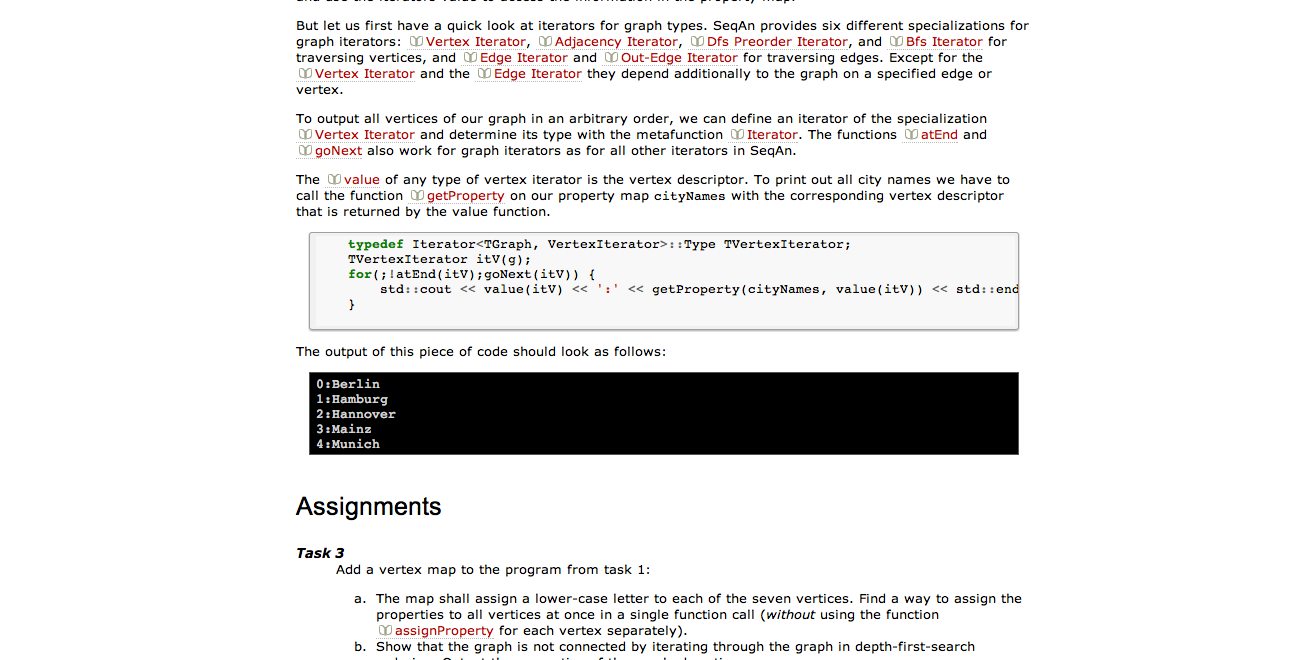 But let us first have a quick look at iterators for graph types. SeqAn provides six different specializations for
graph iterators: Vertex Iterator, Adjacency Iterator, Dfs Preorder Iterator, and Bfs Iterator for
traversing vertices, and Edge Iterator and Out-Edge Iterator for traversing edges. Except for the
Vertex Iterator and the Edge Iterator they depend additionally to the graph on a specified edge or
vertex.
To output all vertices of our graph in an arbitrary order, we can define an iterator of the specialization
Vertex Iterator and determine its type with the metafunction Iterator. The functions atEnd and
goNext also work for graph iterators as for all other iterators in SeqAn.
The value of any type of vertex iterator is the vertex descriptor. To print out all city names we have to
call the function getProperty on our property map cityNames with the corresponding vertex descriptor
that is returned by the value function.
typedef Iterator<TGraph, VertexIterator>::Type TVertexIterator;
TVertexIterator itV(g);
for(;!atEnd(itV);goNext(itV)) {
std::cout << value(itV) << ':' << getProperty(cityNames, value(itV)) << std::end
}
The output of this piece of code should look as follows:
0:Berlin
1:Hamburg
2:Hannover
3:Mainz
4:Munich
Assignments
Task 3
Add a vertex map to the program from task 1:
a. The map shall assign a lower-case letter to each of the seven vertices. Find a way to assign the
properties to all vertices at once in a single function call (without using the function
assignProperty for each vertex separately).
b. Show that the graph is not connected by iterating through the graph in depth-first-search